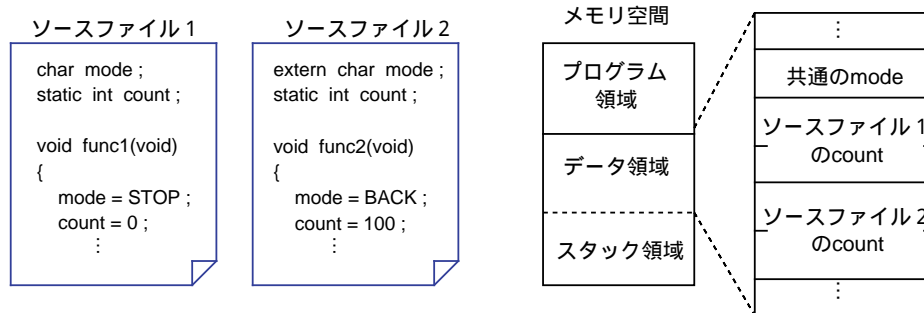 ソースファイル 1
char mode ;
static int count ;
void func1(void)
{
mode = STOP ;
count = 0 ;
⋮
ソースファイル 2
extern char mode ;
static int count ;
void func2(void)
{
mode = BACK ;
count = 100 ;
⋮
メモリ空間
プログラム
領域
データ領域
スタック領域
⋮
共通のmode
ソースファイル 1
のcount
ソースファイル 2
のcount
⋮